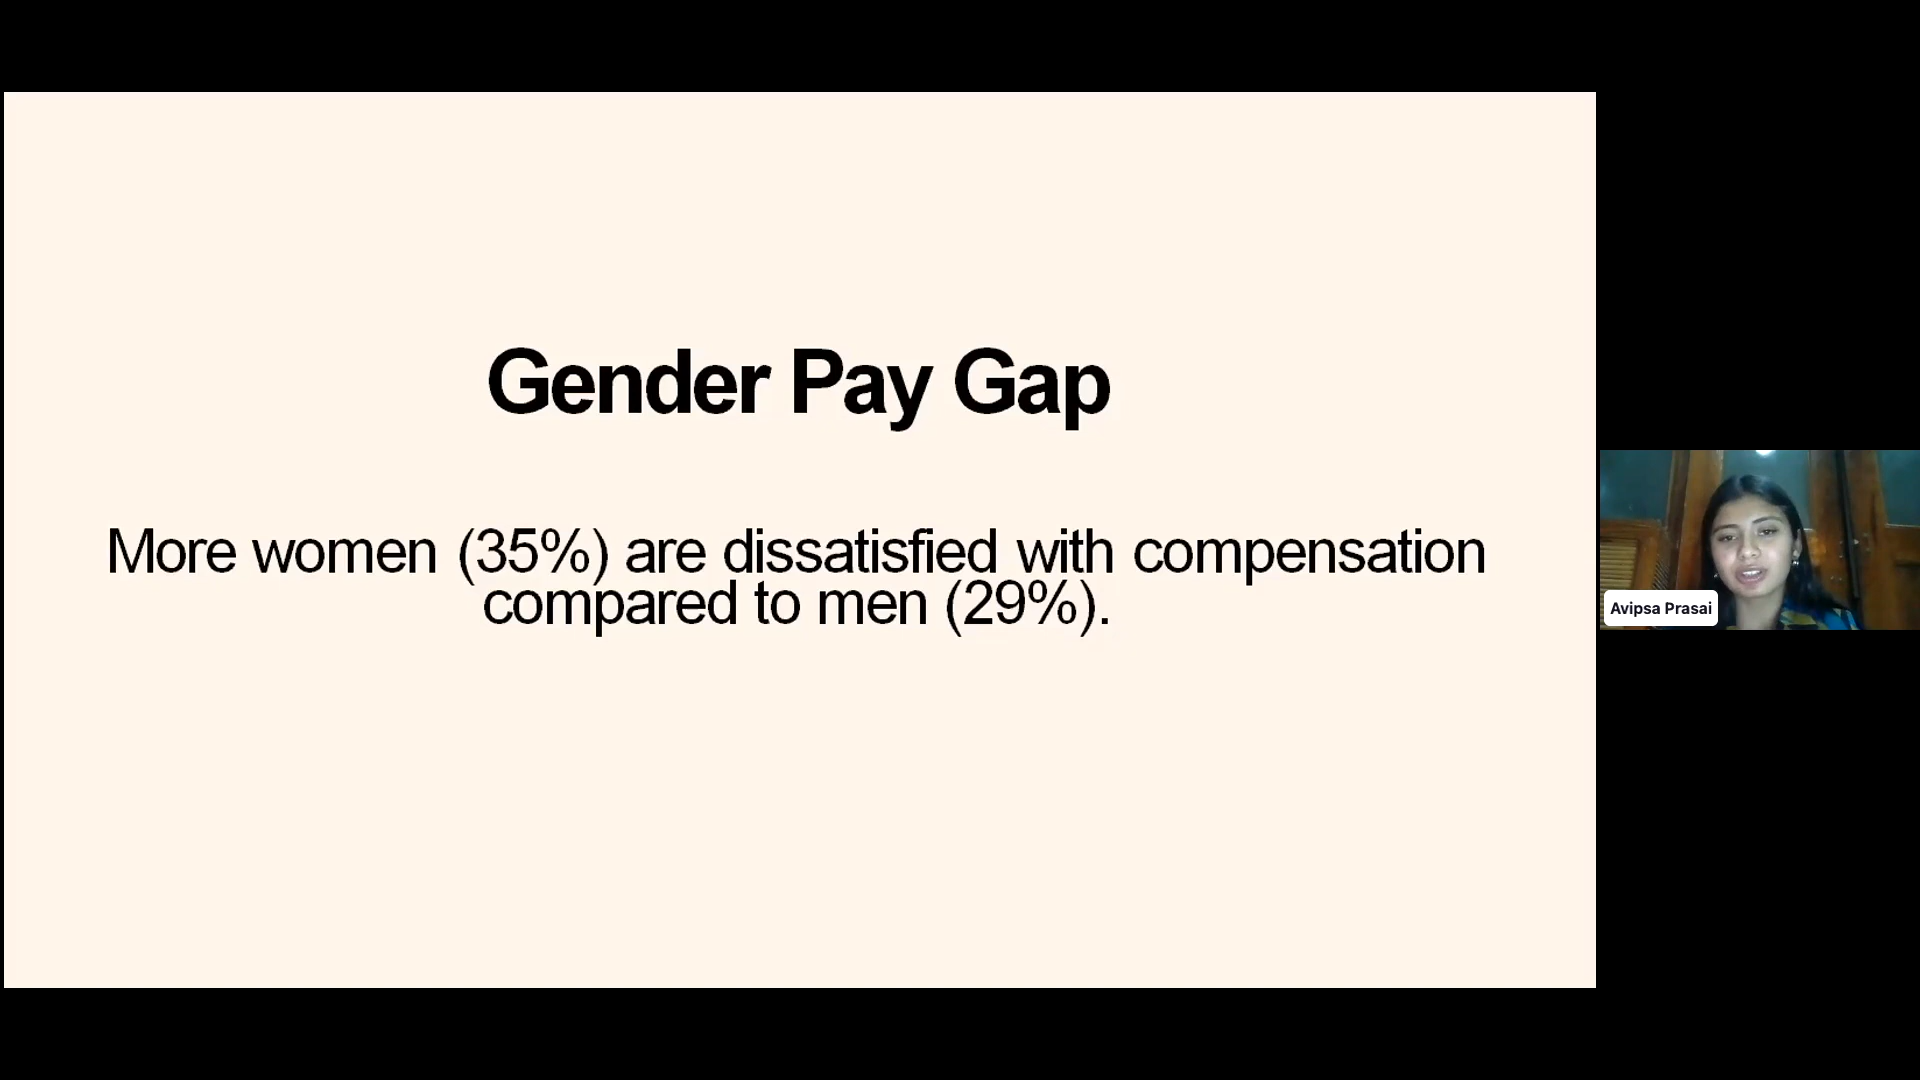 Gender Pay Gap
More women (35%) are dissatisfied with compensation
compared to men (29%).
Avipsa Prasai